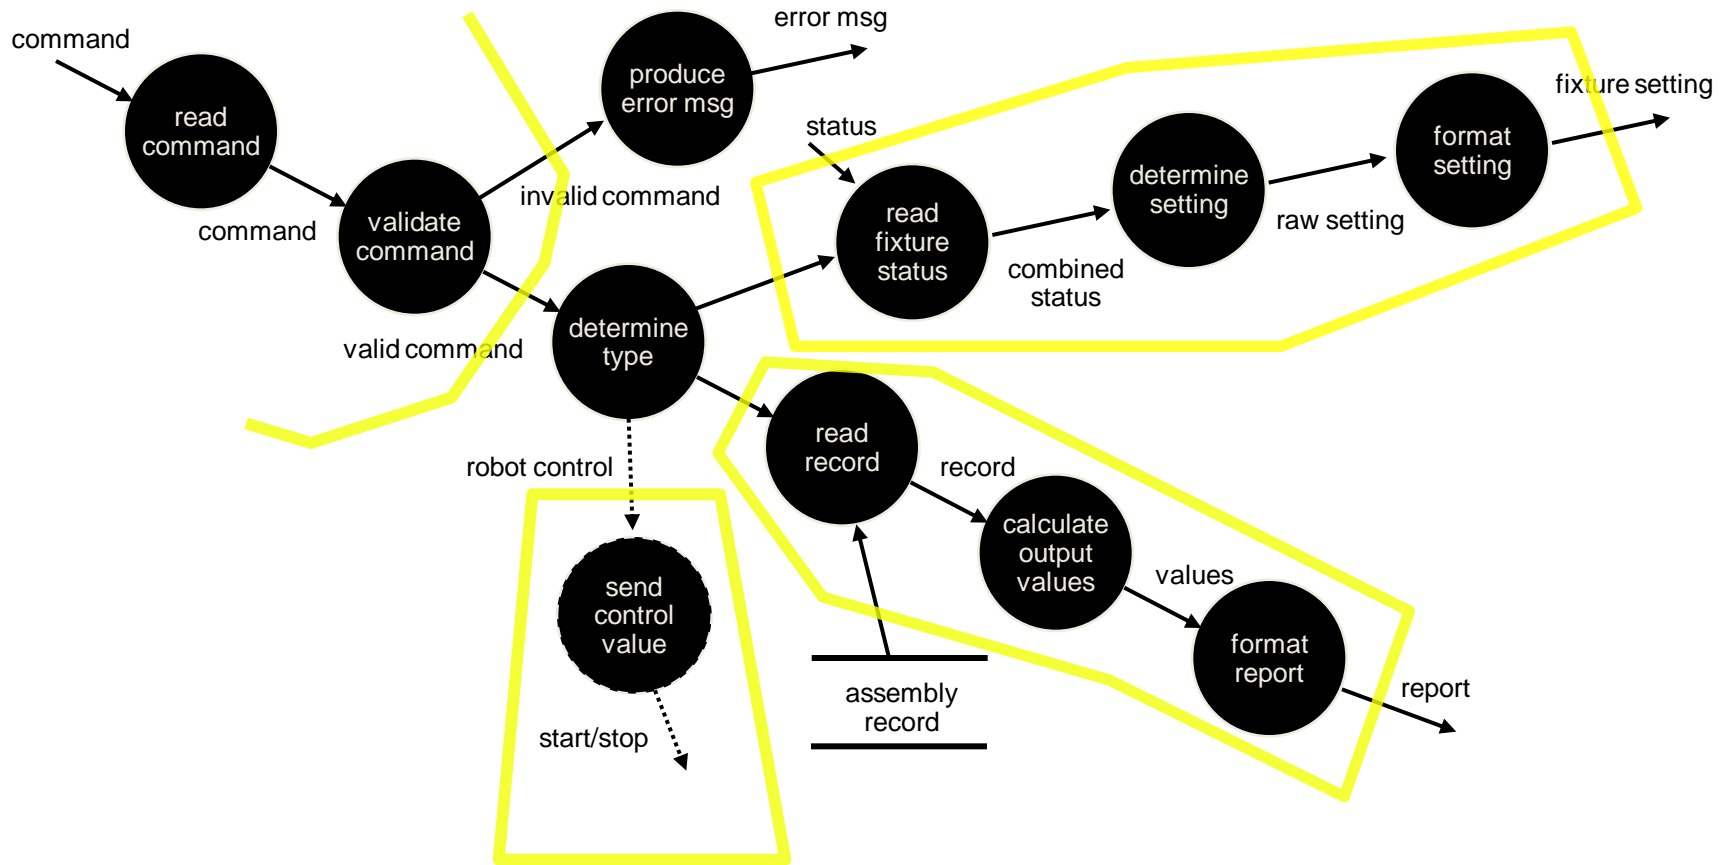 command
read
command
command
validate
command
error msg
produce
error msg
invalid command
valid command
determine
type
status
read
fixture
status
combined
status
determine
setting
raw setting
format
setting
fixture setting
robot control
send
control
value
start/stop
read
record
record
assembly
record
calculate
output
values
values
format
report
report